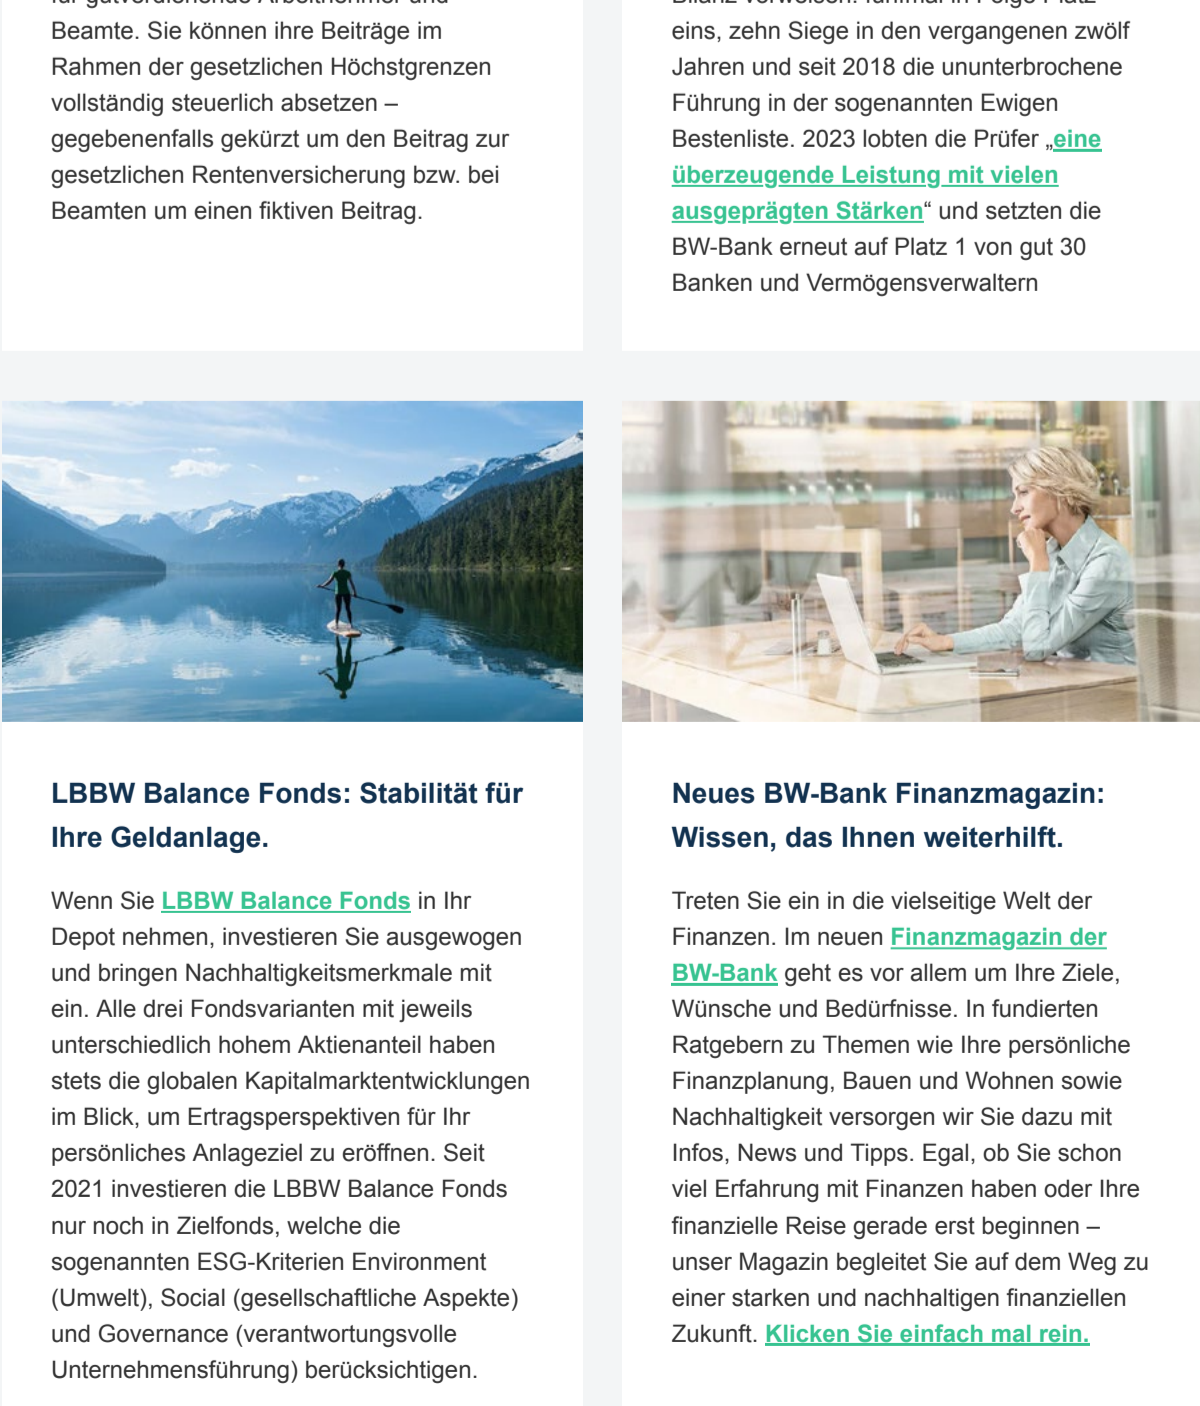 für gutverdienende Arbeitnehmer und
Beamte. Sie können ihre Beiträge im
Rahmen der gesetzlichen Höchstgrenzen
vollständig steuerlich absetzen –
gegebenenfalls gekürzt um den Beitrag zur
gesetzlichen Rentenversicherung bzw. bei
Beamten um einen fiktiven Beitrag.
Bilanz verweisen: fünfmal in Folge Platz
eins, zehn Siege in den vergangenen zwölf
Jahren und seit 2018 die ununterbrochene
Führung in der sogenannten Ewigen
Bestenliste. 2023 lobten die Prüfer „eine
überzeugende Leistung mit vielen
ausgeprägten Stärken“ und setzten die
BW-Bank erneut auf Platz 1 von gut 30
Banken und Vermögensverwaltern
LBBW Balance Fonds: Stabilität für
Ihre Geldanlage.
Wenn Sie LBBW Balance Fonds in Ihr
Depot nehmen, investieren Sie ausgewogen
und bringen Nachhaltigkeitsmerkmale mit
ein. Alle drei Fondsvarianten mit jeweils
unterschiedlich hohem Aktienanteil haben
stets die globalen Kapitalmarktentwicklungen
im Blick, um Ertragsperspektiven für Ihr
persönliches Anlageziel zu eröffnen. Seit
2021 investieren die LBBW Balance Fonds
nur noch in Zielfonds, welche die
sogenannten ESG-Kriterien Environment
(Umwelt), Social (gesellschaftliche Aspekte)
und Governance (verantwortungsvolle
Unternehmensführung) berücksichtigen.
Neues BW-Bank Finanzmagazin:
Wissen, das Ihnen weiterhilft.
Treten Sie ein in die vielseitige Welt der
Finanzen. Im neuen Finanzmagazin der
BW-Bank geht es vor allem um Ihre Ziele,
Wünsche und Bedürfnisse. In fundierten
Ratgebern zu Themen wie Ihre persönliche
Finanzplanung, Bauen und Wohnen sowie
Nachhaltigkeit versorgen wir Sie dazu mit
Infos, News und Tipps. Egal, ob Sie schon
viel Erfahrung mit Finanzen haben oder Ihre
finanzielle Reise gerade erst beginnen –
unser Magazin begleitet Sie auf dem Weg zu
einer starken und nachhaltigen finanziellen
Zukunft. Klicken Sie einfach mal rein.